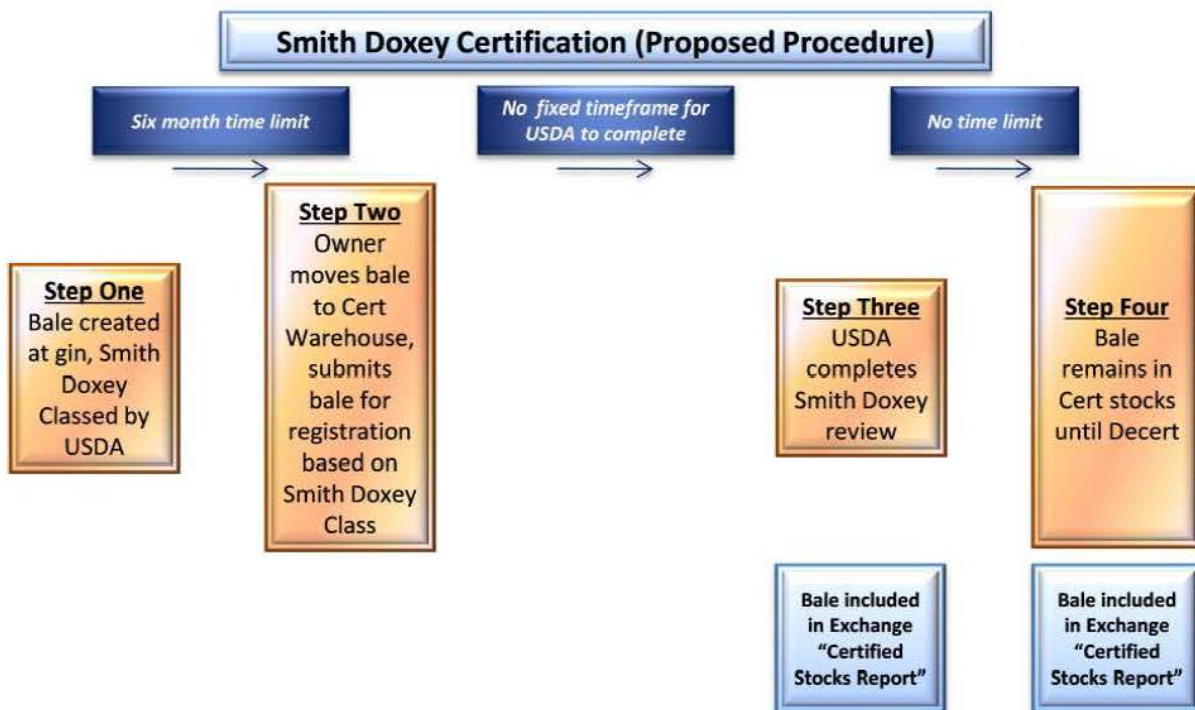 Smith Doxey Certification (Proposed Procedure)
Six month time limit
No fixed timeframe for
USDA to complete
No time limit
Step One
Bale created
at gin, Smith
Doxey
Classed by
USDA
Step Two
Owner
moves bale
to Cert
Warehouse,
submits
bale for
registration
based on
Smith Doxey
Class
Step Three
USDA
completes
Smith Doxey
review
Step Four
Bale
remains in
Cert stocks
until Decert
Bale included
in Exchange
“Certified
Stocks Report”
Bale included
in Exchange
“Certified
Stocks Report”